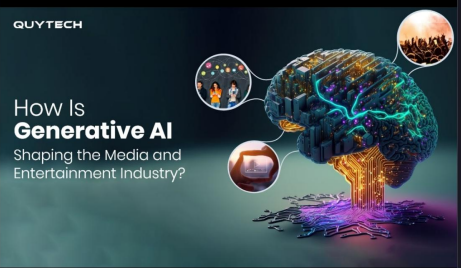 QUYTECH
How Is
Generative AI
Shaping the Media and
Entertainment Industry?